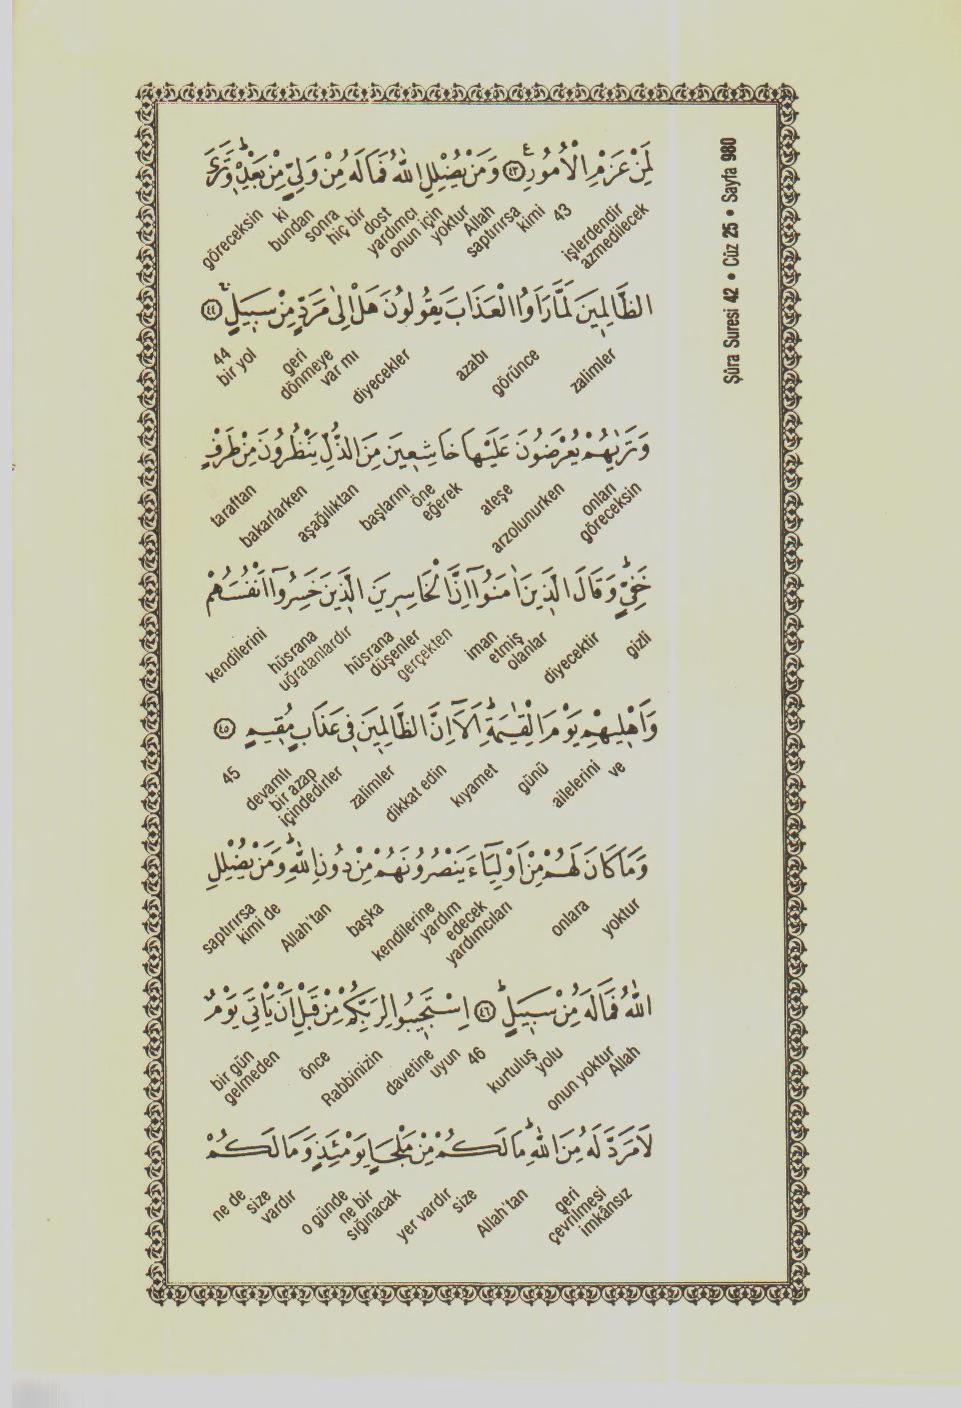 Şûra Suresi 42 • Cüz 25 • Sayfa 980
لَمِنْ عَزْمِ الْاُمُورِ ﴿٤٣﴾ وَمَنْ يُضْلِلِ اللّٰهُ فَمَا لَهُ مِنْ وَلِيٍّ مِنْ بَعْدِهِ وَتَرَى
azmedilecek işlerdendir 43 kimi saptırırsa Allah yoktur onun için yardımcı dost hiç bir sonra bundan ki göreceksin
الظَّالِمِينَ لَمَّا رَاَوُا الْعَذَابَ يَقُولُونَ هَلْ اِلٰى مَرَدٍّ مِنْ سَبِيلٍ ﴿٤٤﴾
zalimler görünce azabı diyecekler var mı dönmeye geri bir yol 44
وَتَرٰيهُمْ يُعْرَضُونَ عَلَيْهَا خَاشِعِينَ مِنَ الذُّلِّ يَنْظُرُونَ مِنْ طَرْفٍ
göreceksin onları arzolunurken ateşe eğerek öne başlarını aşağılıktan bakarlarken taraftan
خَفِيٍّ وَقَالَ الَّذِينَ اٰمَنُٓوا اِنَّ الْخَاسِرِينَ الَّذِينَ خَسِرُٓوا اَنْفُسَهُمْ
gizli diyecektir olanlar etmiş iman gerçekten düşenler hüsrana uğratanlardır hüsrana kendilerini
وَاَهْلِيهِمْ يَوْمَ الْقِيٰمَةِ اَلَٓا اِنَّ الظَّالِمِينَ فِي عَذَابٍ مُقِيمٍ ﴿٤٥﴾
ve ailelerini günü kıyamet dikkat edin zalimler içindedirler bir azap devamlı 45
وَمَا كَانَ لَهُمْ مِنْ اَوْلِيَٓاءَ يَنْصُرُونَهُمْ مِنْ دُونِ اللّٰهِ وَمَنْ يُضْلِلِ
yoktur onlara yardımcıları edecek yardım kendilerine başka Allah'tan kimi de saptırırsa
اللّٰهُ فَمَا لَهُ مِنْ سَبِيلٍ ﴿٤٦﴾ اِسْتَجِيبُوا لِرَبِّكُمْ مِنْ قَبْلِ اَنْ يَأْتِيَ يَوْمٌ
Allah onun yoktur yolu kurtuluş 46 uyun davetine Rabbinizin önce gelmeden bir gün
لَا مَرَدَّ لَهُ مِنَ اللّٰهِ مَا لَكُمْ مِنْ مَلْجَاٍ يَوْمَئِذٍ وَمَا لَكُمْ
imkânsız çevrilmesi geri Allah'tan size yer vardır sığınacak ne bir o günde vardır size ne de